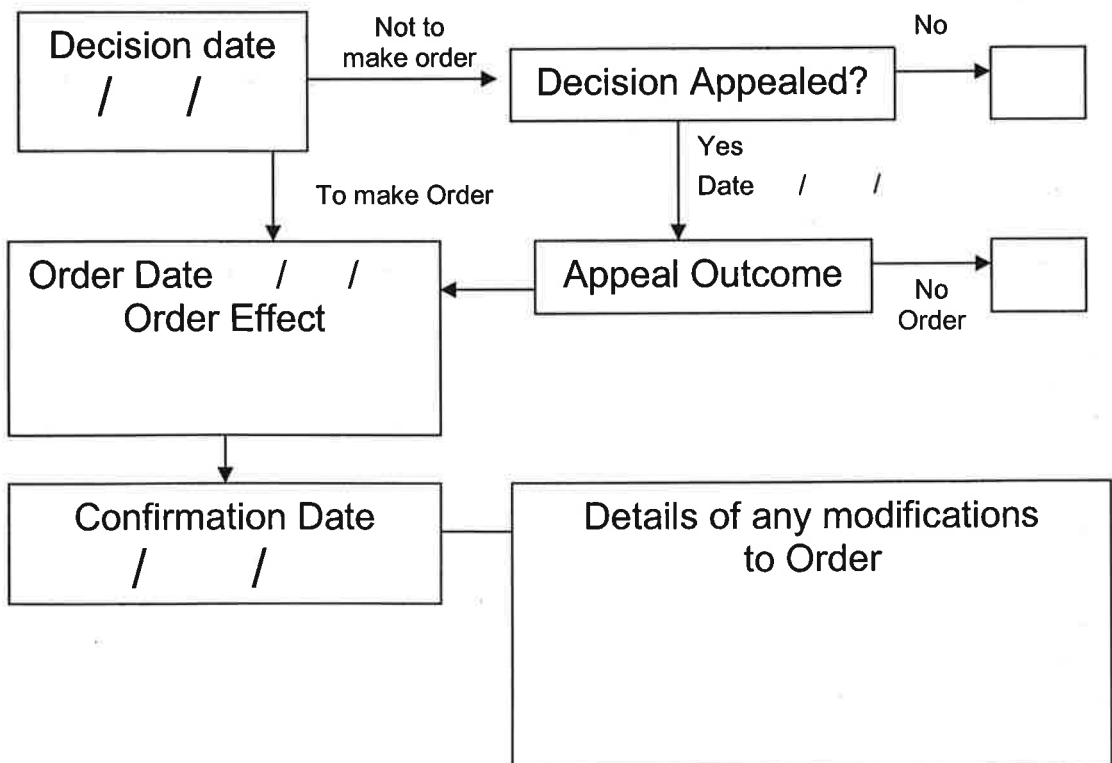 Decision date
/ /
Not to
make order
Decision Appealed?
No
Yes
Date / /
To make Order
Order Date / /
Order Effect
Appeal Outcome
No
Order
Confirmation Date
/ /
Details of any modifications
to Order